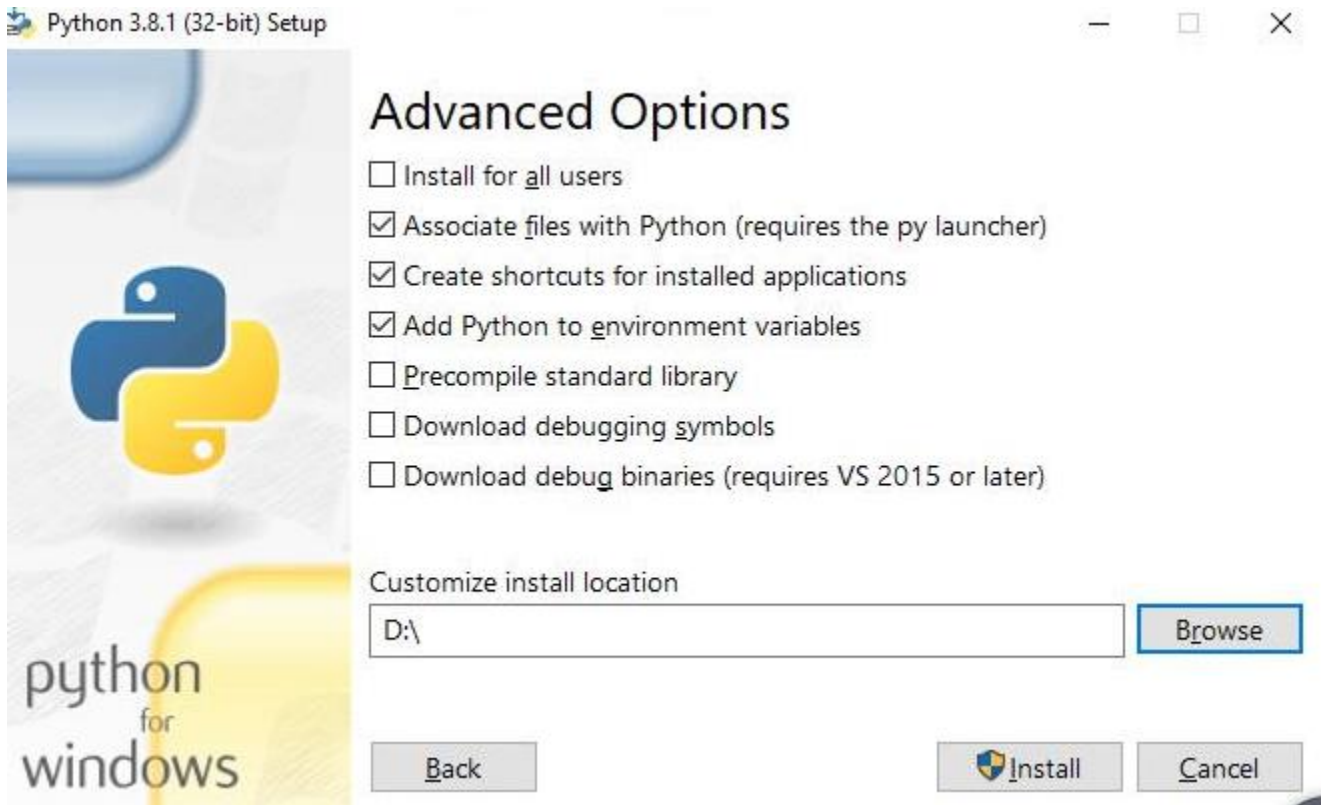 Python 3.8.1 (32-bit) Setup
Advanced Options
Install for all users
Associate files with Python (requires the py launcher)
Create shortcuts for installed applications
Add Python to environment variables
Precompile standard library
Download debugging symbols
Download debug binaries (requires VS 2015 or later)
Customize install location
D:\
Browse
python
for
windows
Back
Install
Cancel